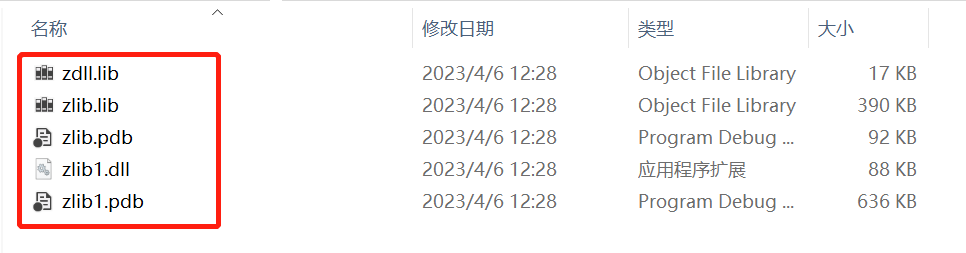 名称 修改日期 类型 大小
zdll.lib 2023/4/6 12:28 Object File Library 17 KB
zlib.lib 2023/4/6 12:28 Object File Library 390 KB
zlib.pdb 2023/4/6 12:28 Program Debug ... 92 KB
zlib1.dll 2023/4/6 12:28 应用程序扩展 88 KB
zlib1.pdb 2023/4/6 12:28 Program Debug ... 636 KB